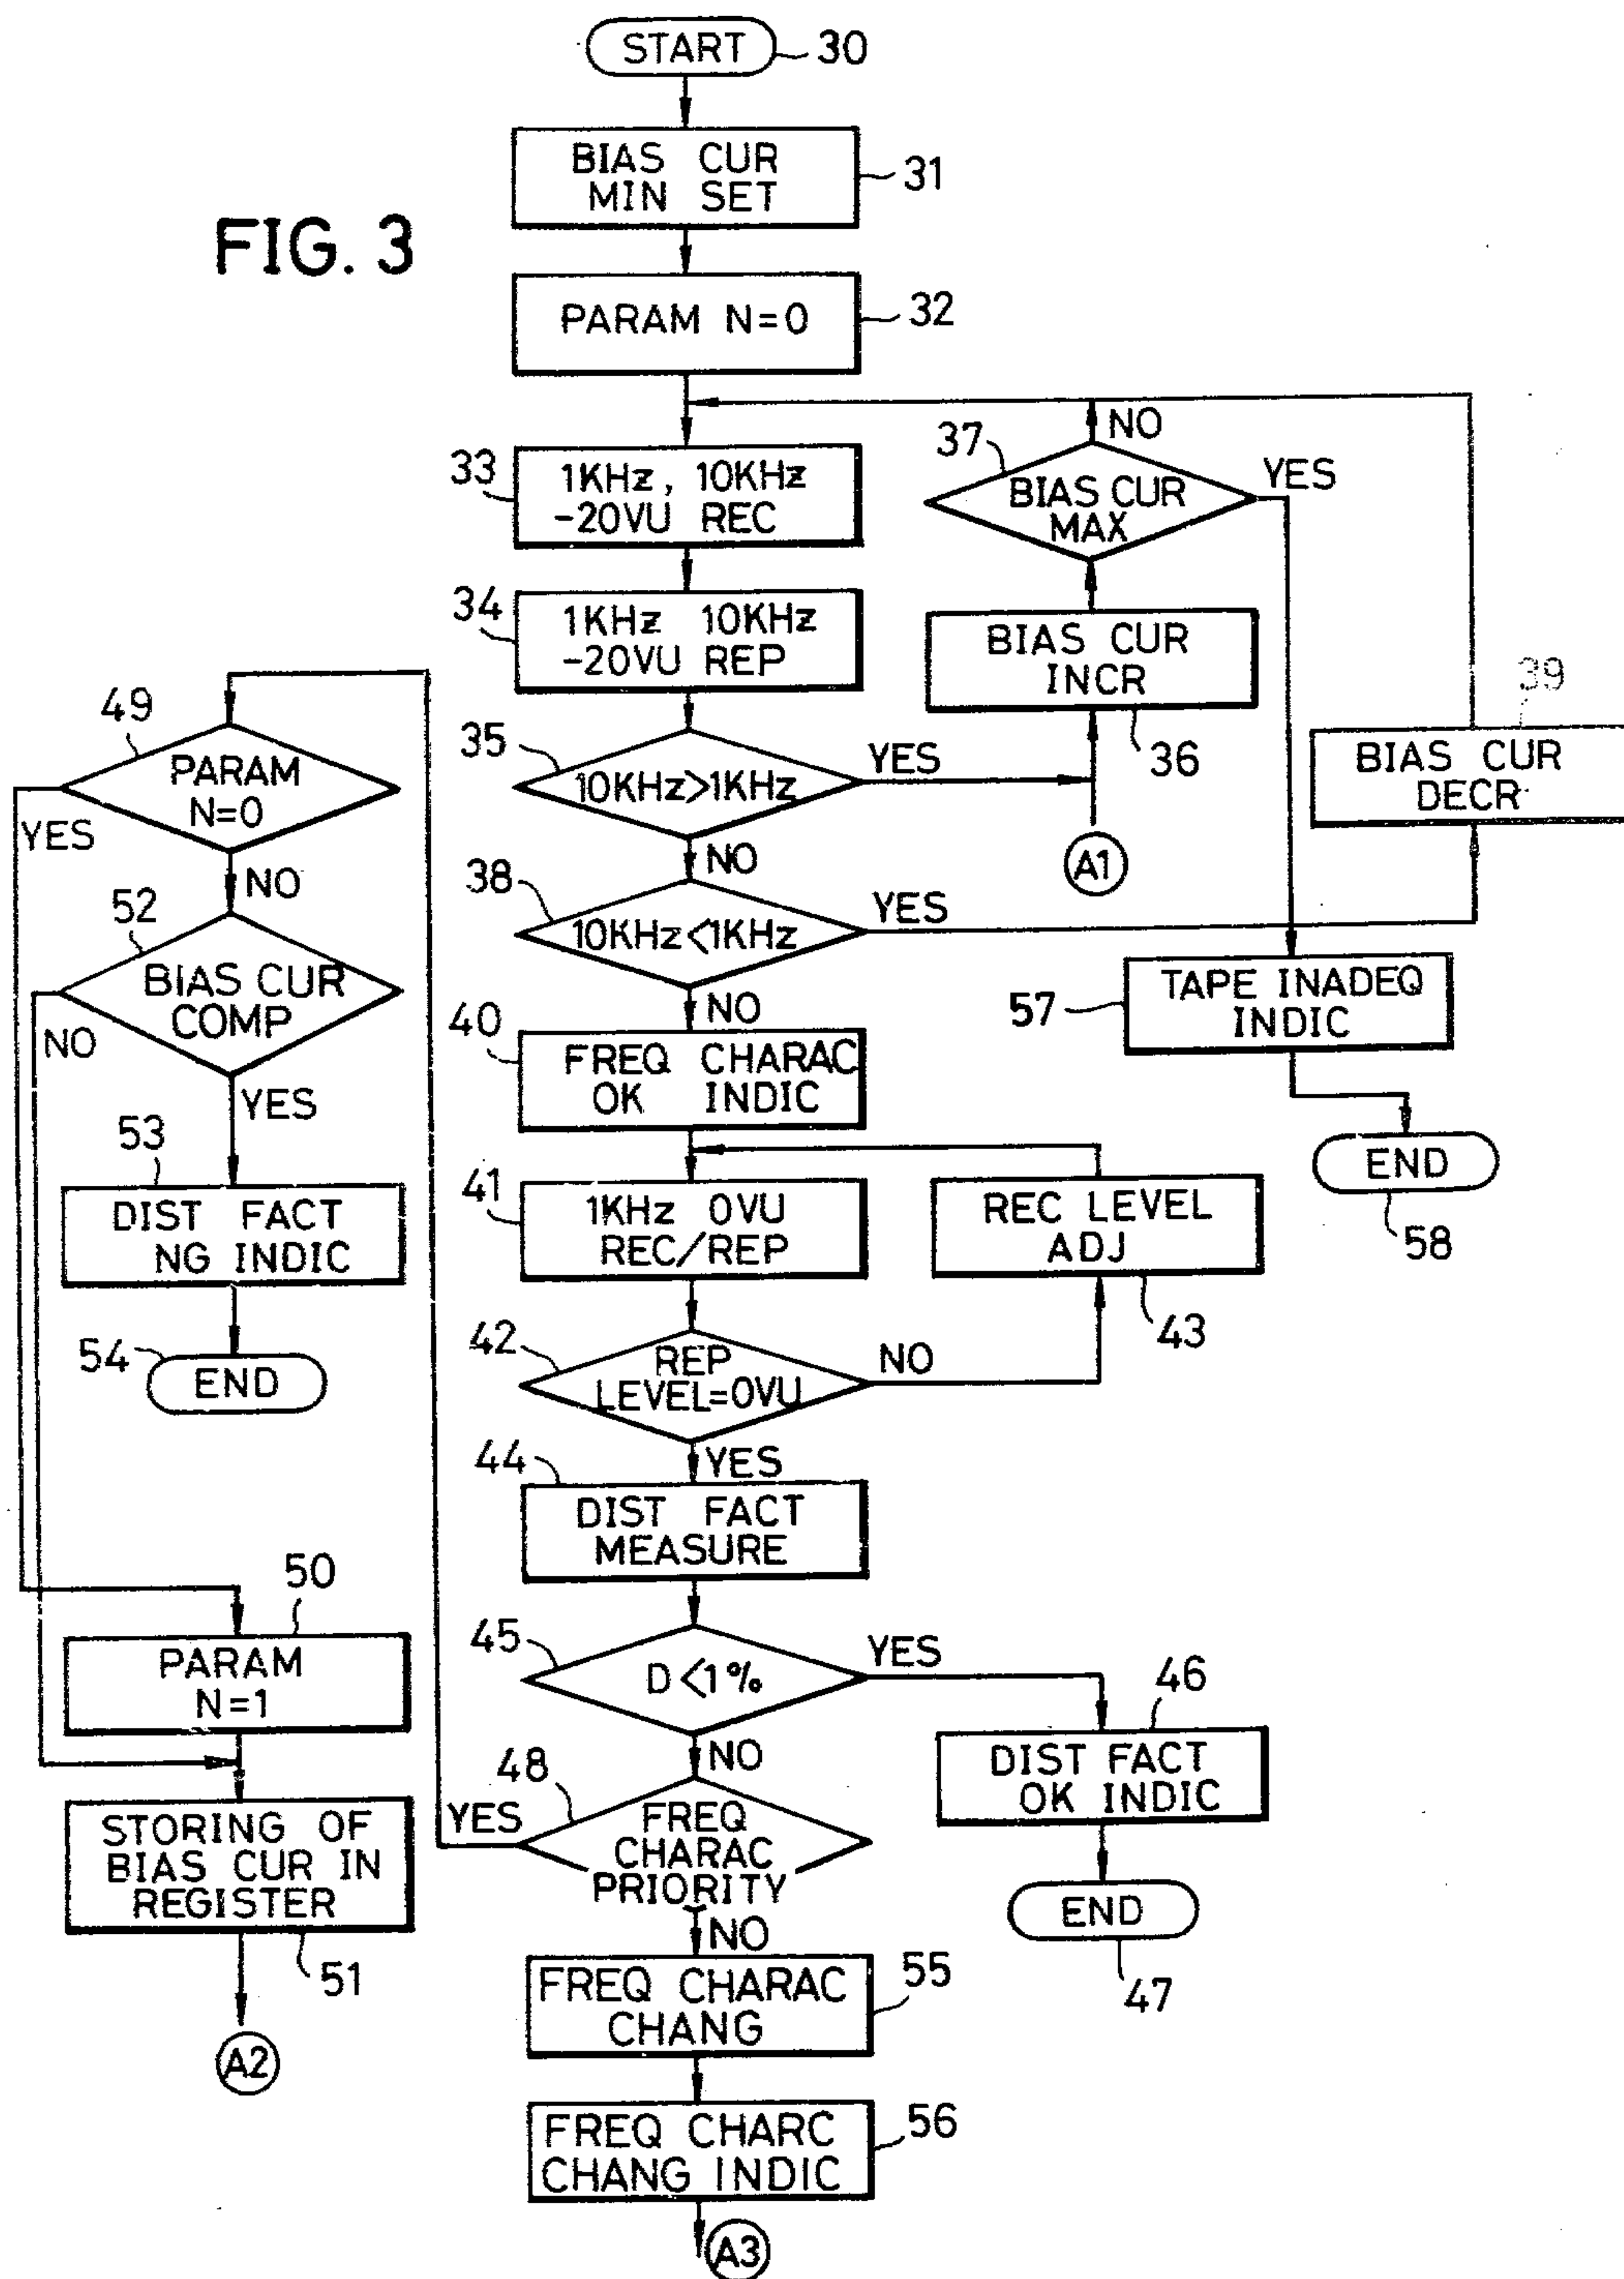 FIG. 3
START
30
BIAS CUR
MIN SET
31
PARAM N=0
32
33
1KHz, 10KHz
-20VU REC
34
1KHz 10KHz
-20VU REP
35
10KHz>1KHz
YES
NO
36
BIAS CUR
INCR
A1
37
BIAS CUR
MAX
NO
YES
38
10KHz<1KHz
YES
NO
39
BIAS CUR
DECR
57
TAPE INADEQ
INDIC
END
58
40
FREQ CHARAC
OK INDIC
41
1KHz 0VU
REC/REP
42
REP
LEVEL=0VU
NO
YES
REC LEVEL
ADJ
43
44
DIST FACT
MEASURE
45
D<1%
YES
NO
46
DIST FACT
OK INDIC
END
47
48
FREQ
CHARAC
PRIORITY
YES
NO
FREQ CHARAC
CHANG
55
FREQ CHARC
CHANG INDIC
56
A3
49
PARAM
N=0
YES
NO
52
BIAS CUR
COMP
NO
YES
53
DIST FACT
NG INDIC
54
END
50
PARAM
N=1
STORING OF
BIAS CUR IN
REGISTER
51
A2